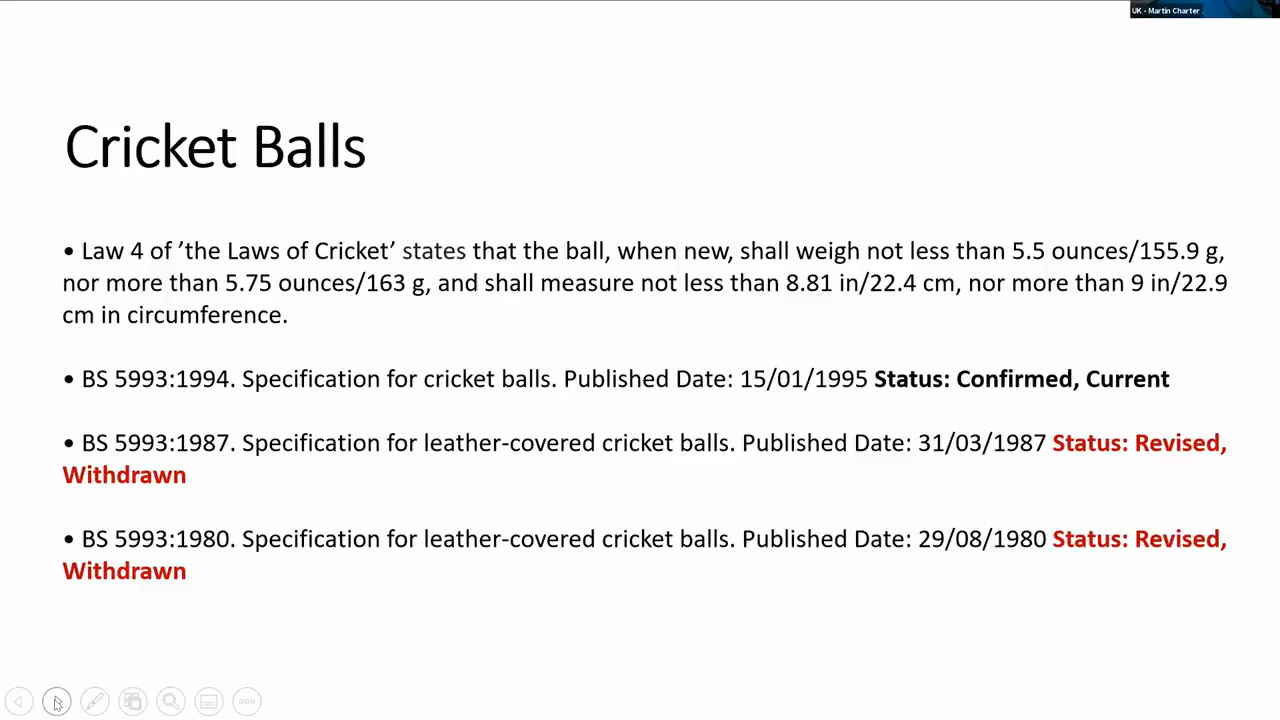 UK - Martin Charter
Cricket Balls
• Law 4 of ’the Laws of Cricket’ states that the ball, when new, shall weigh not less than 5.5 ounces/155.9 g,
nor more than 5.75 ounces/163 g, and shall measure not less than 8.81 in/22.4 cm, nor more than 9 in/22.9
cm in circumference.
• BS 5993:1994. Specification for cricket balls. Published Date: 15/01/1995 Status: Confirmed, Current
• BS 5993:1987. Specification for leather-covered cricket balls. Published Date: 31/03/1987 Status: Revised,
Withdrawn
• BS 5993:1980. Specification for leather-covered cricket balls. Published Date: 29/08/1980 Status: Revised,
Withdrawn